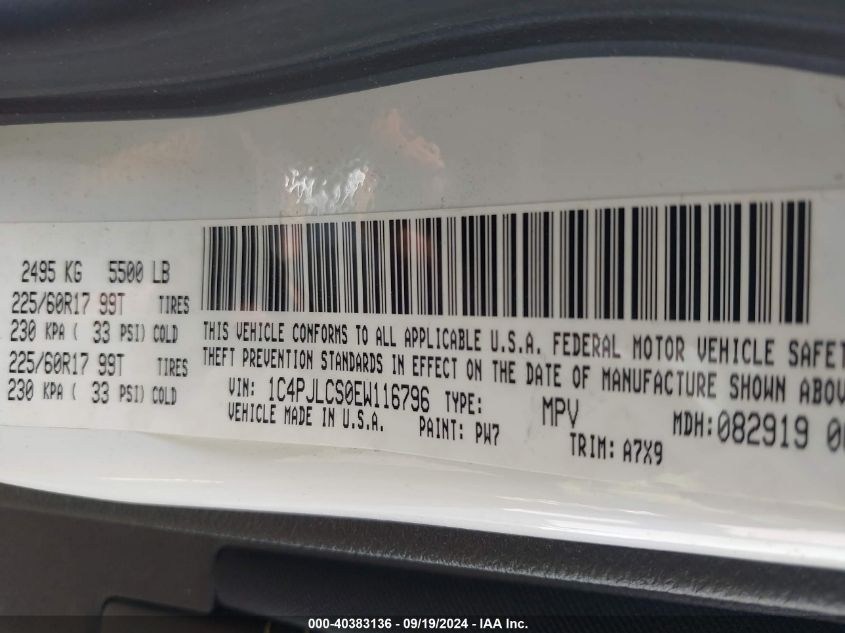 2495 KG 5500 LB
225/60R17 99T TIRES
230 KPA ( 33 PSI) COLD
225/60R17 99T TIRES
230 KPA ( 33 PSI) COLD
THIS VEHICLE CONFORMS TO ALL APPLICABLE U.S.A. FEDERAL MOTOR VEHICLE SAFET
THEFT PREVENTION STANDARDS IN EFFECT ON THE DATE OF MANUFACTURE SHOWN ABOV
VIN: 1C4PJLCS0EW116796 TYPE: MPV MDH: 082919 0
VEHICLE MADE IN U.S.A. PAINT: PW7 TRIM: A7X9
000-40383136 - 09/19/2024 - IAA Inc.